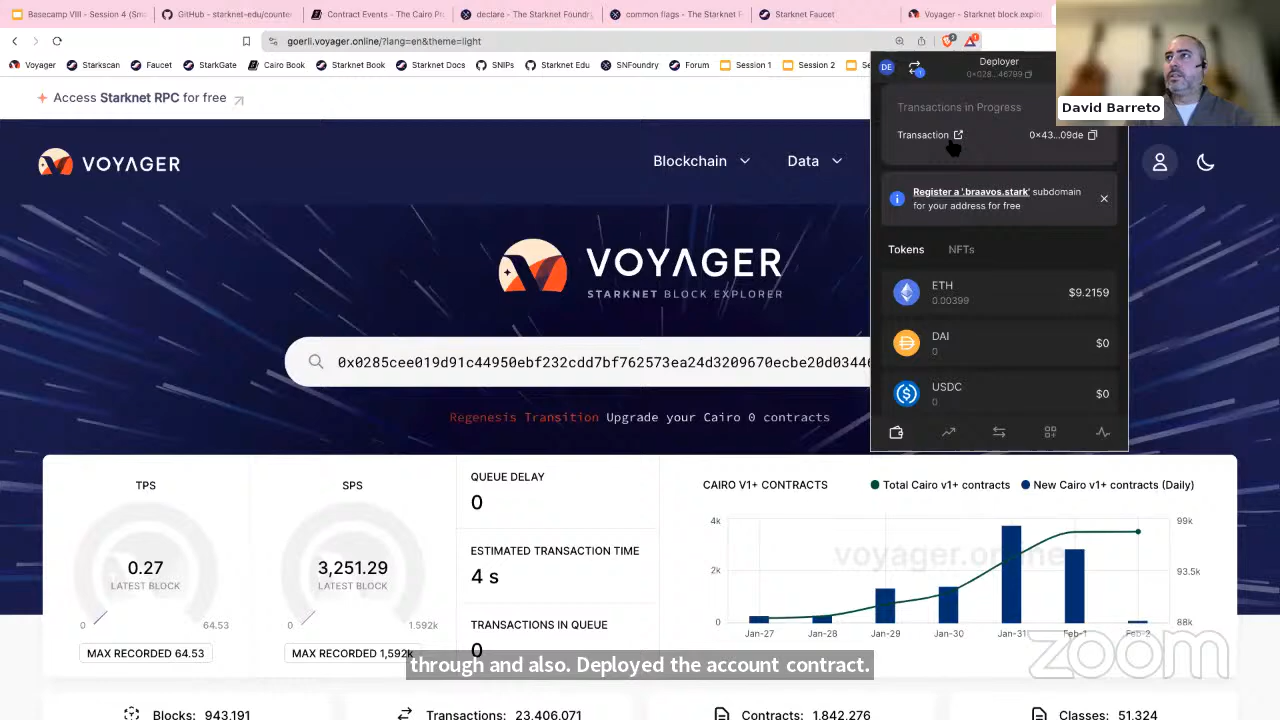 Basecamp VIII - Session 4 (Sma
GitHub - starknet-edu/counter
Contract Events - The Cairo Pr
declare - The Starknet Foundry
common flags - The Starknet F
Starknet Faucet
Voyager - Starknet block explo
goerli.voyager.online/?lang=en&theme=light
Voyager
Starkscan
Faucet
StarkGate
Cairo Book
Starknet Book
Starknet Docs
SNIPs
Starknet Edu
SNFoundry
Forum
Session 1
Session 2
Se
Access Starknet RPC for free
VOYAGER
Blockchain
Data
VOYAGER
STARKNET BLOCK EXPLORER
0x0285cee019d91c44950ebf232cdd7bf762573ea24d3209670ecbe20d0344
Regenesis Transition Upgrade your Cairo 0 contracts
DE
Deployer
0x028...46789
Transactions in Progress
Transaction
0x43...09de
Register a '.braavos.stark' subdomain
for your address for free
Tokens
NFTs
ETH
0.00399
$9.2159
DAI
0
$0
USDC
0
$0
David Barreto
TPS
0.27
LATEST BLOCK
0
64.53
MAX RECORDED 64.53
SPS
3,251.29
LATEST BLOCK
0
1.592k
MAX RECORDED 1,592k
QUEUE DELAY
0
ESTIMATED TRANSACTION TIME
4 s
TRANSACTIONS IN QUEUE
0
CAIRO V1+ CONTRACTS
Total Cairo v1+ contracts
New Cairo v1+ contracts (Daily)
4k
2k
0
99k
93.5k
88k
voyager.online
Jan-27
Jan-28
Jan-29
Jan-30
Jan-31
Feb-1
Feb-2
through and also. Deployed the account contract.
zoom
Blocks: 943,191
Transactions: 23,406,071
Contracts: 1,842,276
Classes: 51,324